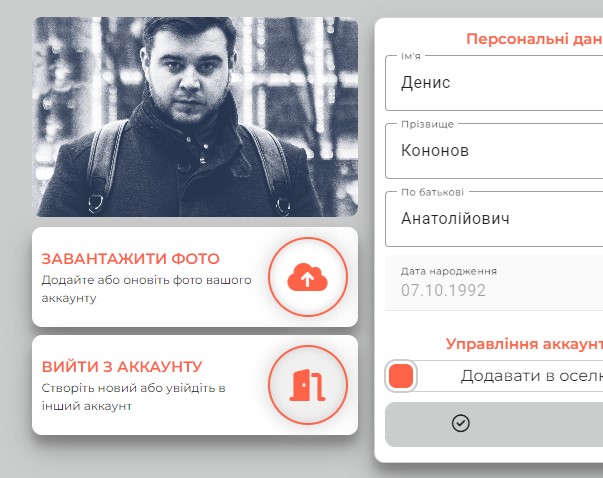 ЗАВАНТАЖИТИ ФОТО
Додайте або оновіть фото вашого
аккаунту
ВИЙТИ З АККАУНТУ
Створіть новий або увійдіть в
інший аккаунт
Персональні дан
Ім'я
Денис
Прізвище
Кононов
По батькові
Анатолійович
Дата народження
07.10.1992
Управління аккаунт
Додавати в осел